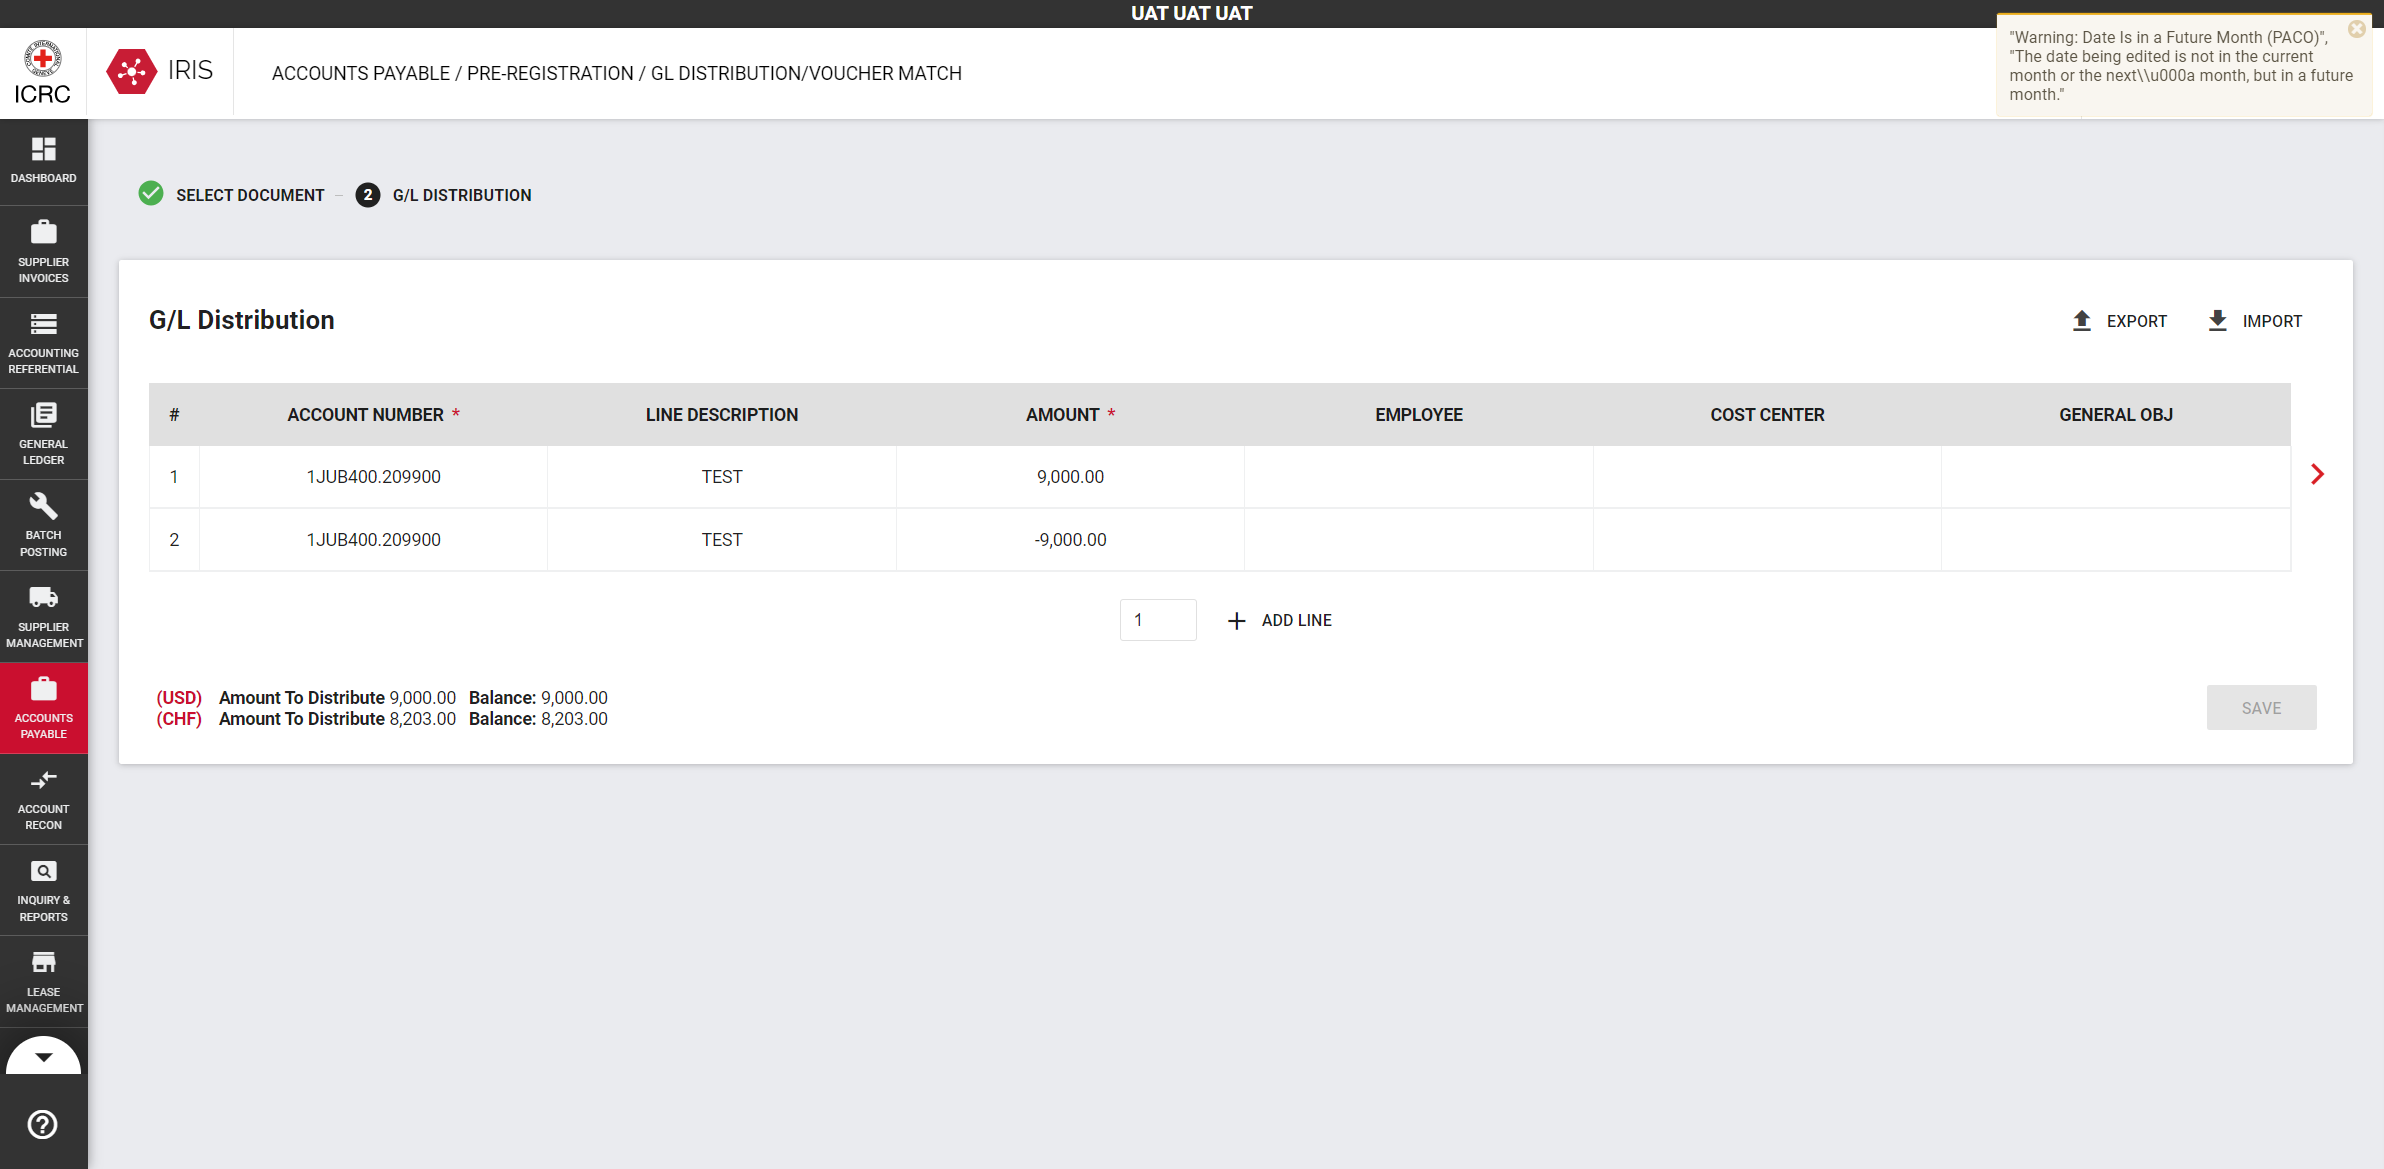 UAT UAT UAT
ICRC
IRIS
ACCOUNTS PAYABLE / PRE-REGISTRATION / GL DISTRIBUTION/VOUCHER MATCH
"Warning: Date Is in a Future Month (PACO)",
"The date being edited is not in the current
month or the next\\u000a month, but in a future
month."
DASHBOARD
SUPPLIER
INVOICES
ACCOUNTING
REFERENTIAL
GENERAL
LEDGER
BATCH
POSTING
SUPPLIER
MANAGEMENT
ACCOUNTS
PAYABLE
ACCOUNT
RECON
INQUIRY &
REPORTS
LEASE
MANAGEMENT
SELECT DOCUMENT
2 G/L DISTRIBUTION
G/L Distribution
EXPORT
IMPORT
# ACCOUNT NUMBER * LINE DESCRIPTION AMOUNT * EMPLOYEE COST CENTER GENERAL OBJ
1 1JUB400.209900 TEST 9,000.00
2 1JUB400.209900 TEST -9,000.00
1
ADD LINE
(USD) Amount To Distribute 9,000.00 Balance: 9,000.00
(CHF) Amount To Distribute 8,203.00 Balance: 8,203.00
SAVE